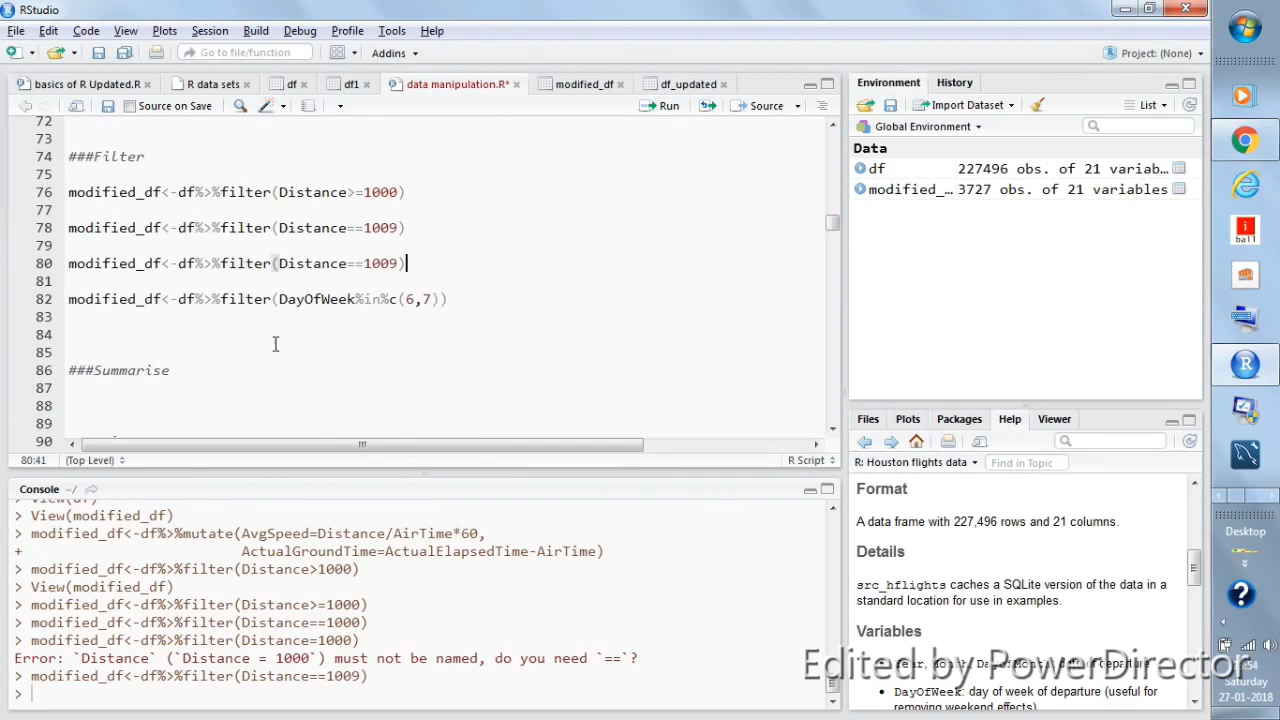 RStudio
File Edit Code View Plots Session Build Debug Profile Tools Help
Go to file/function
Addins
Project: (None)
basics of R Updated.R
R data sets
df
df1
data manipulation.R*
modified_df
df_updated
Source on Save
Run
Source
72
73
74 ###Filter
75
76 modified_df<-df%>%filter(Distance>=1000)
77
78 modified_df<-df%>%filter(Distance==1009)
79
80 modified_df<-df%>%filter(Distance==1009)
81
82 modified_df<-df%>%filter(DayOfWeek%in%c(6,7))
83
84
85
86 ###Summarise
87
88
89
90
80:41 (Top Level) R Script
Console ~/
> View(df)
> View(modified_df)
> modified_df<-df%>%mutate(AvgSpeed=Distance/AirTime*60,
+ ActualGroundTime=ActualElapsedTime-AirTime)
> modified_df<-df%>%filter(Distance>1000)
> View(modified_df)
> modified_df<-df%>%filter(Distance>=1000)
> modified_df<-df%>%filter(Distance==1000)
> modified_df<-df%>%filter(Distance=1000)
Error: `Distance` (`Distance = 1000`) must not be named, do you need `==`?
> modified_df<-df%>%filter(Distance==1009)
>
Environment History
Import Dataset List
Global Environment
Data
df 227496 obs. of 21 variab…
modified_… 3727 obs. of 21 variables
Files Plots Packages Help Viewer
R: Houston flights data Find in Topic
Format
A data frame with 227,496 rows and 21 columns.
Details
src_hflights caches a SQLite version of the data in a
standard location for use in examples.
Variables
DayOfWeek: day of week of departure (useful for
removing weekend effects)
Edited by PowerDirector
i
ball
R
Desktop
Saturday
27-01-2018